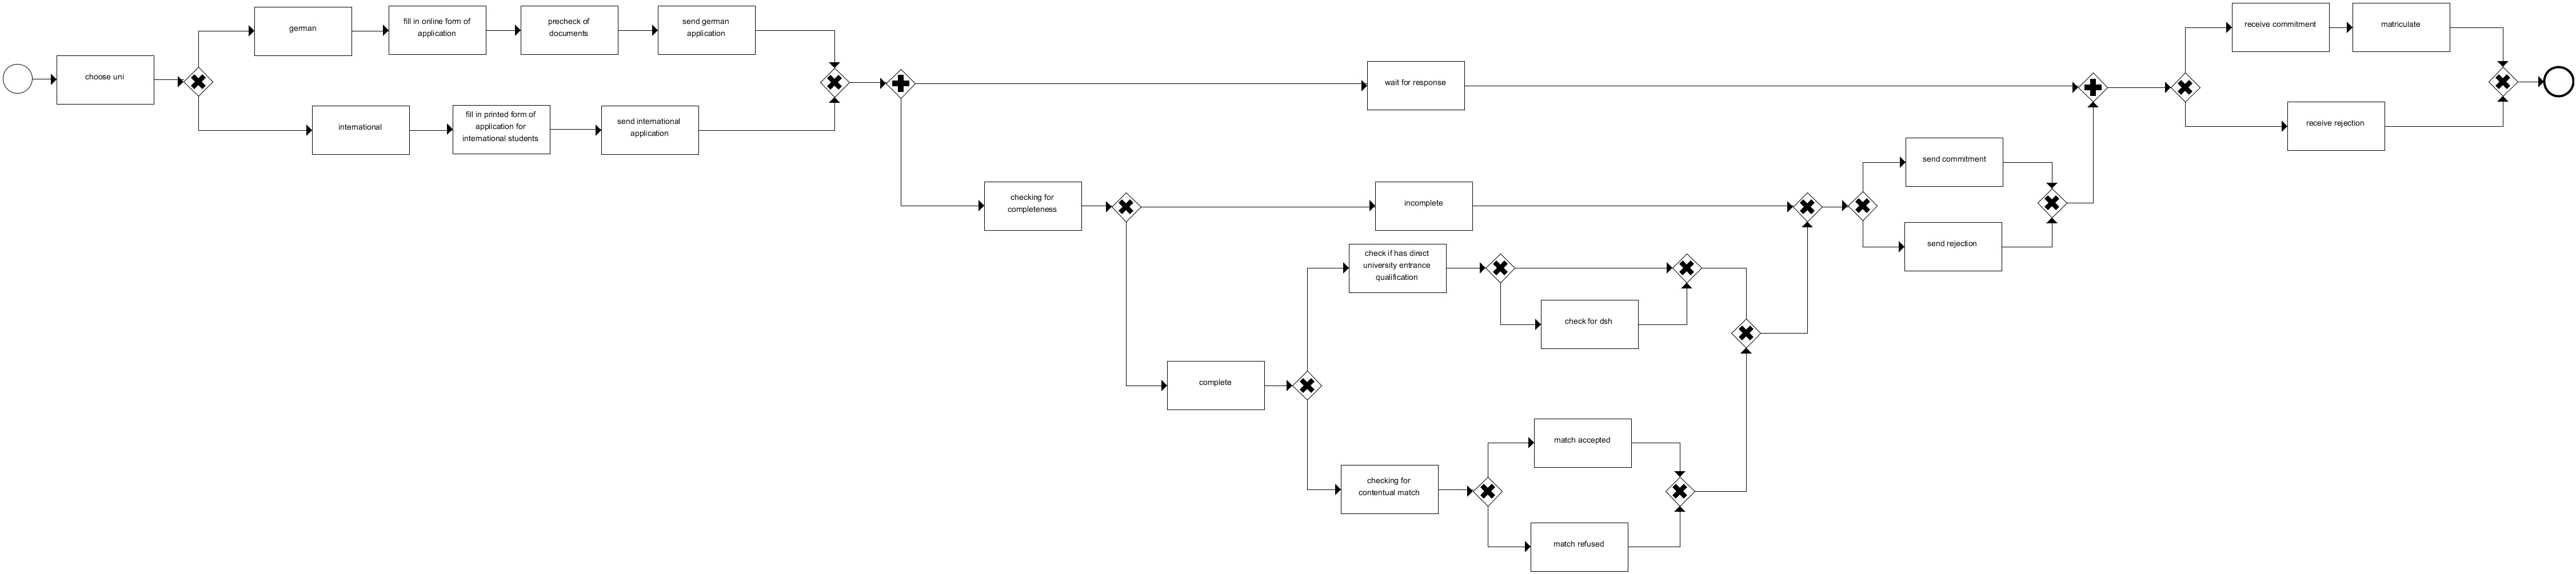 choose uni
german
fill in online form of
application
precheck of
documents
send german
application
international
fill in printed form of
application for
international students
send international
application
wait for response
checking for
completeness
incomplete
complete
check if has direct
university entrance
qualification
check for dsh
checking for
contentual match
match accepted
match refused
send commitment
send rejection
receive commitment
matriculate
receive rejection